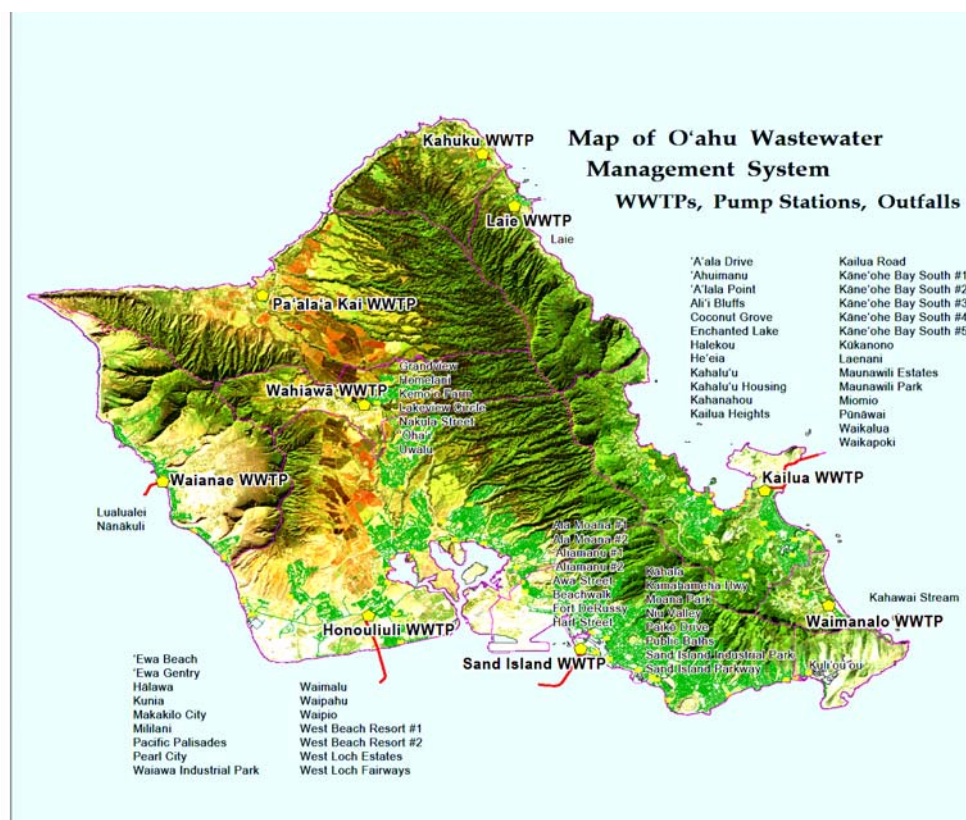 Map of Oʻahu Wastewater
Management System
WWTPs, Pump Stations, Outfalls
Kahuku WWTP
Laie WWTP
Laie
Paʻalaʻa Kai WWTP
'A'ala Drive
'Ahuimanu
'A'lala Point
Ali'i Bluffs
Coconut Grove
Enchanted Lake
Halekou
He'eia
Kahalu'u
Kahalu'u Housing
Kahanahou
Kailua Heights
Kailua Road
Kāne'ohe Bay South #1
Kāne'ohe Bay South #2
Kāne'ohe Bay South #3
Kāne'ohe Bay South #4
Kāne'ohe Bay South #5
Kūkanono
Laenani
Maunawili Estates
Maunawili Park
Miomio
Pūnāwai
Waikalua
Waikapoki
Wahiawā WWTP
Grandview
Homelani
Kemo'o Farm
Lakeview Circle
Nakula Street
'Ohai
Uwalu
Waianae WWTP
Lualualei
Nānākuli
Kailua WWTP
Ala Moana #1
Ala Moana #2
Aliamanu #1
Aliamanu #2
Awa Street
Beachwalk
Fort DeRussy
Hart Street
Kahala
Kamahameha Hwy
Moana Park
Niu Valley
Paiko Drive
Public Baths
Sand Island Industrial Park
Sand Island Parkway
Kahawai Stream
Waimanalo WWTP
Kuli'ou'ou
Honouliuli WWTP
Sand Island WWTP
'Ewa Beach
'Ewa Gentry
Hālawa
Kunia
Makakilo City
Mililani
Pacific Palisades
Pearl City
Waiawa Industrial Park
Waimalu
Waipahu
Waipio
West Beach Resort #1
West Beach Resort #2
West Loch Estates
West Loch Fairways